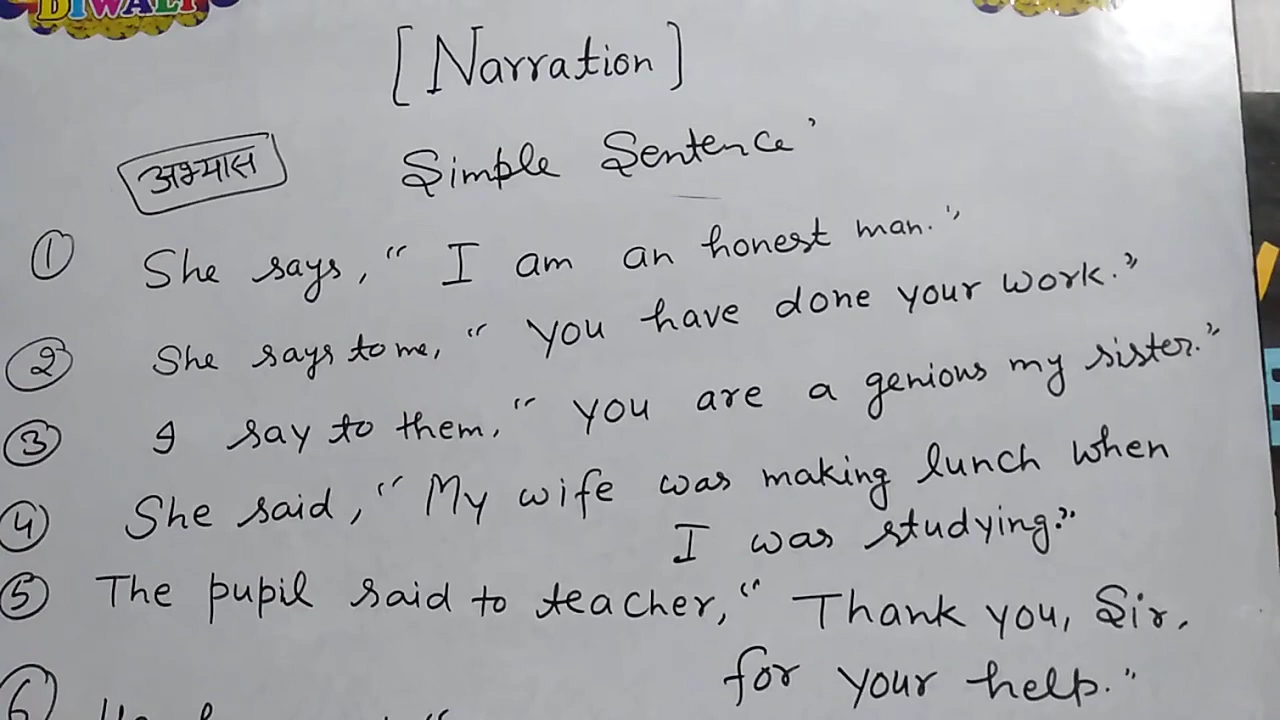 DIWALI
[Narration]
अभ्यास
Simple Sentence'
① She says, "I am an honest man."
② She says to me, "you have done your work."
③ I say to them, "you are a genious my sister."
④ She said, "My wife was making lunch when
I was studying."
⑤ The pupil said to teacher, "Thank you, Sir,
for your help."
⑥